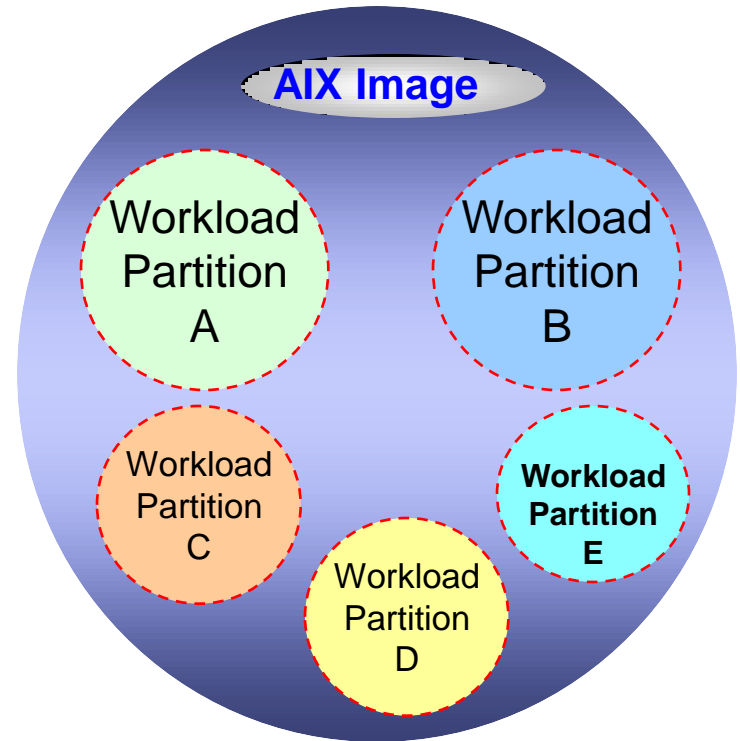 AIX Image
Workload
Partition
A
Workload
Partition
B
Workload
Partition
C
Workload
Partition
E
Workload
Partition
D